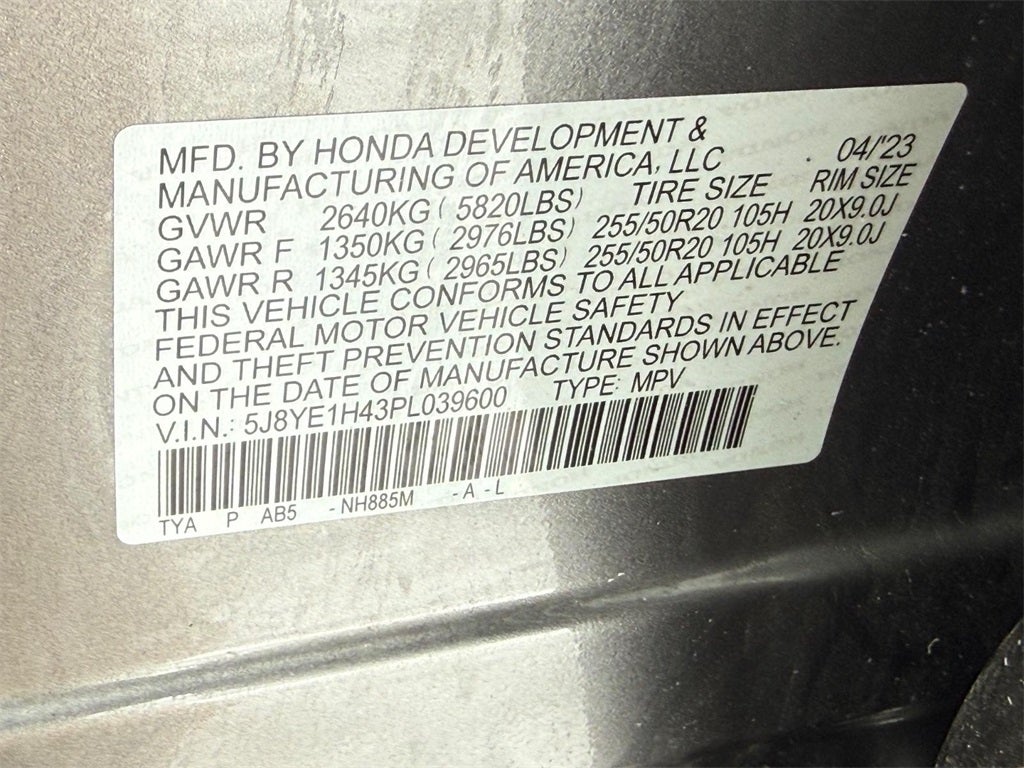 MFD. BY HONDA DEVELOPMENT &
MANUFACTURING OF AMERICA, LLC 04/'23
GVWR 2640KG ( 5820LBS) TIRE SIZE RIM SIZE
GAWR F 1350KG ( 2976LBS) 255/50R20 105H 20X9.0J
GAWR R 1345KG ( 2965LBS) 255/50R20 105H 20X9.0J
THIS VEHICLE CONFORMS TO ALL APPLICABLE
FEDERAL MOTOR VEHICLE SAFETY
AND THEFT PREVENTION STANDARDS IN EFFECT
ON THE DATE OF MANUFACTURE SHOWN ABOVE.
V.I.N.: 5J8YE1H43PL039600 TYPE: MPV
TYA P AB5 - NH885M - A - L